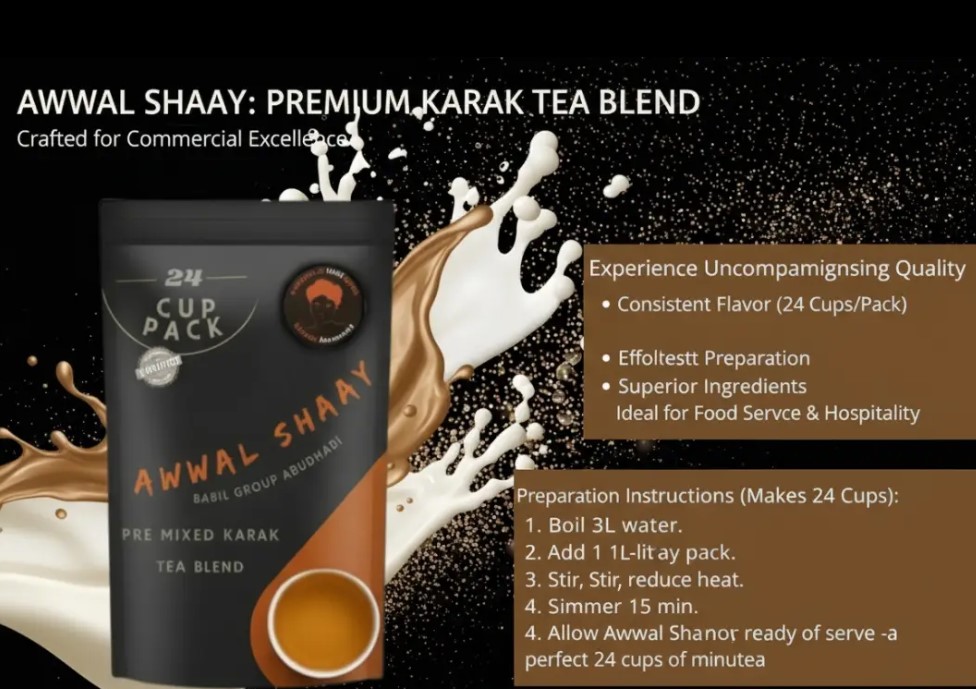 AWWAL SHAAY: PREMIUM KARAK TEA BLEND
Crafted for Commercial Excellence
24
CUP
PACK
AWWAL SHAAY
BABIL GROUP ABUDHADI
PRE MIXED KARAK
TEA BLEND
Experience Uncompamignsing Quality
• Consistent Flavor (24 Cups/Pack)
• Effoltestt Preparation
• Superior Ingredients
Ideal for Food Servce & Hospitality
Preparation Instructions (Makes 24 Cups):
1. Boil 3L water.
2. Add 1 1L-litay pack.
3. Stir, Stir, reduce heat.
4. Simmer 15 min.
4. Allow Awwal Shanor ready of serve -a
perfect 24 cups of minutea